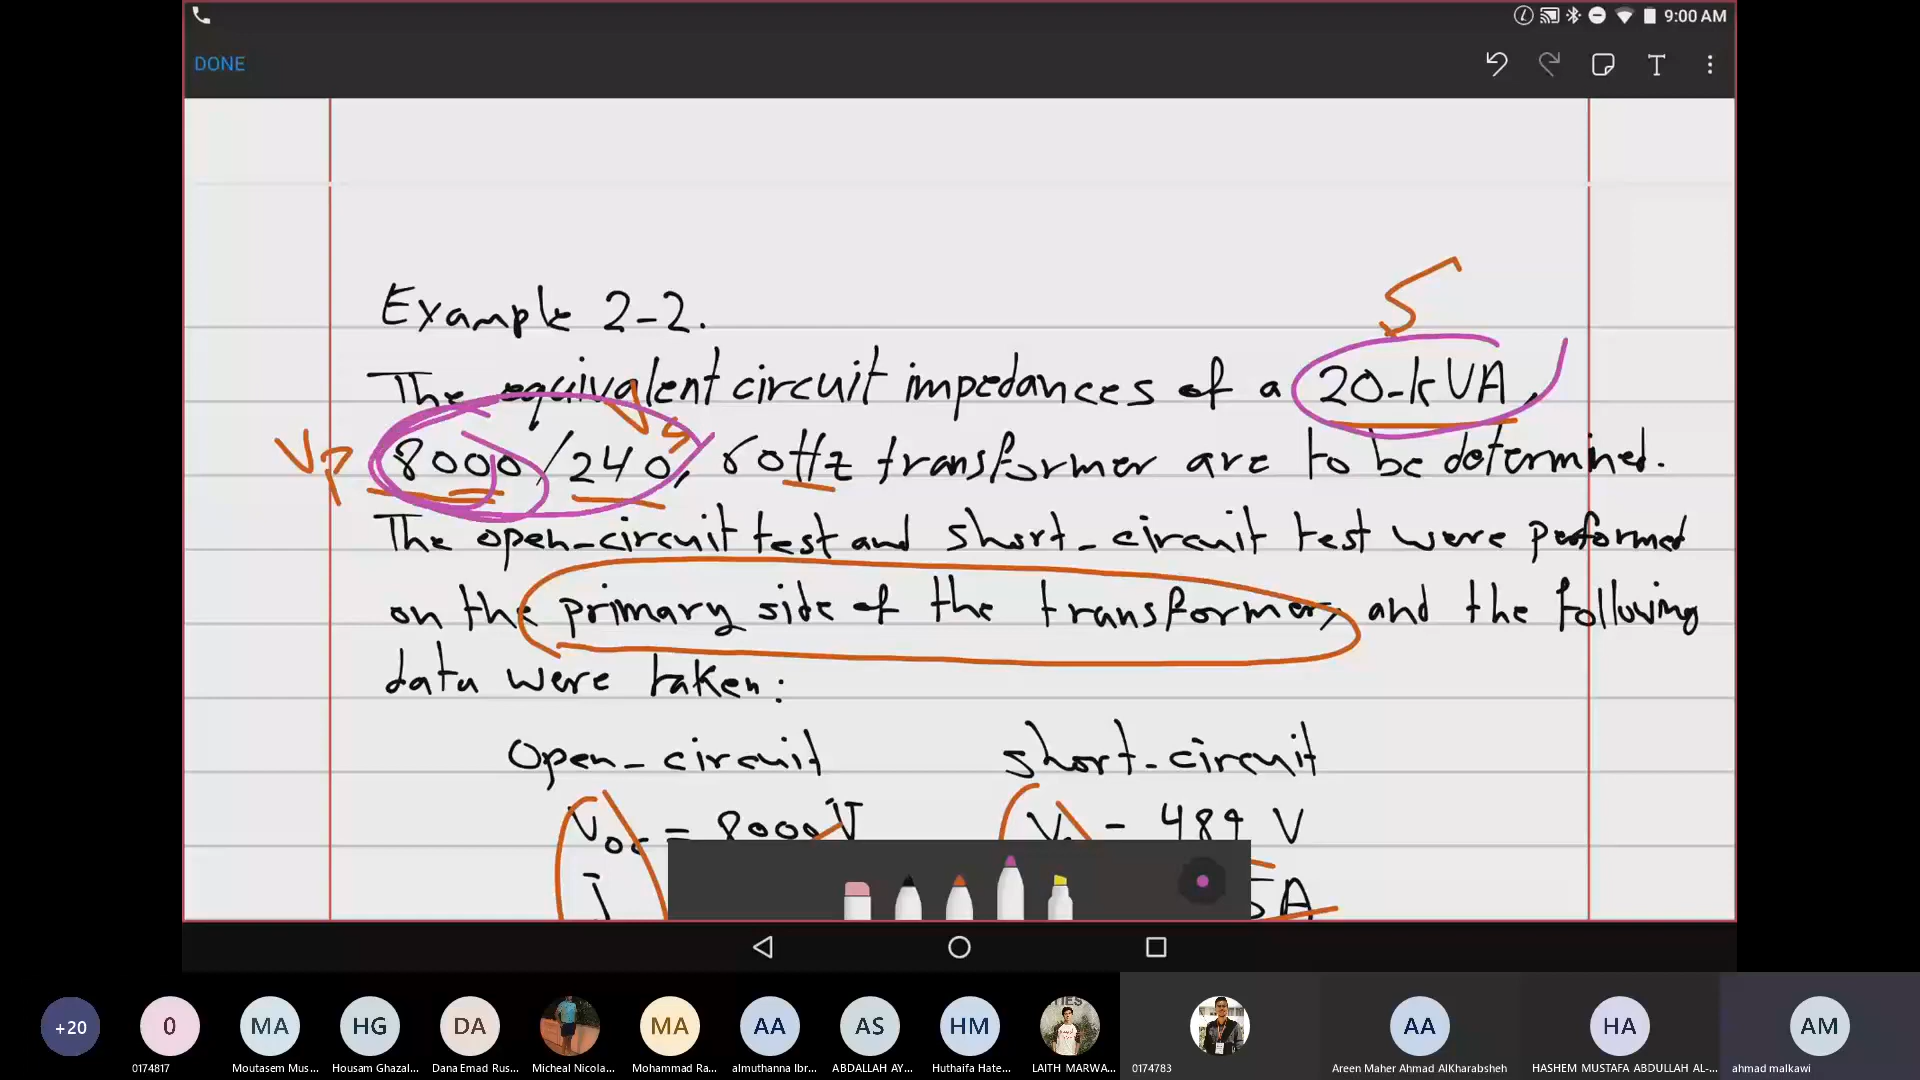 9:00 AM
DONE
T
S
Example 2-2.
The equivalent circuit impedances of a 20-kVA,
Vp 8000/240, 60Hz transformer are to be determined.
The open-circuit test and short-circuit test were performed
on the primary side of the transformer, and the following
data were taken:
Open-circuit short-circuit
Voc = 8000V 489 V
5A
+20 0 MA HG DA MA AA AS HM AA HA AM
0174817 Moutasem Mus... Housam Ghazal... Dana Emad Rus... Micheal Nicola... Mohammad Ra... almuthanna Ibr... ABDALLAH AY... Huthaifa Hate... LAITH MARWA... 0174783 Areen Maher Ahmad AlKharabsheh HASHEM MUSTAFA ABDULLAH AL-... ahmad malkawi